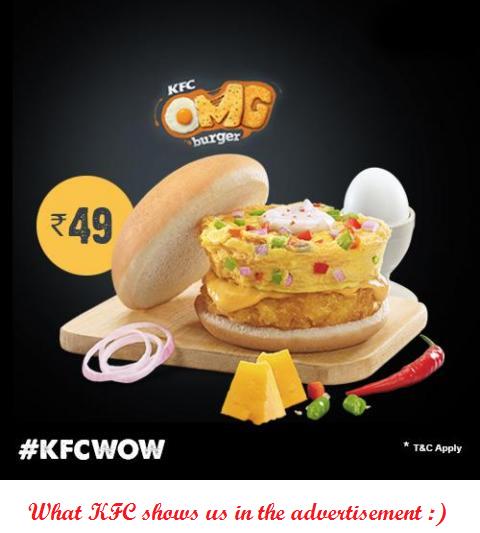 KFC
OMG
burger
₹49
#KFCWOW
* T&C Apply
What KFC shows us in the advertisement :)